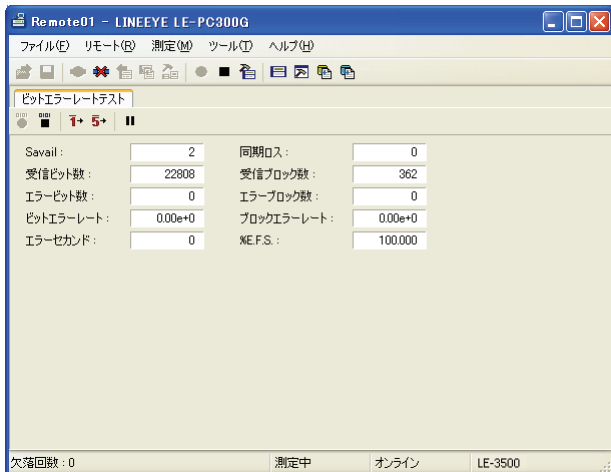 Remote01 - LINEEYE LE-PC300G
ファイル(F) リモート(R) 測定(M) ツール(T) ヘルプ(H)
ビットエラーレートテスト
0101 0101 1 5
Savail : 2 同期ロス : 0
受信ビット数 : 22808 受信ブロック数 : 362
エラービット数 : 0 エラーブロック数 : 0
ビットエラーレート : 0.00e+0 ブロックエラーレート : 0.00e+0
エラーセカンド : 0 %E.F.S. : 100.000
欠落回数 : 0 測定中 オンライン LE-3500